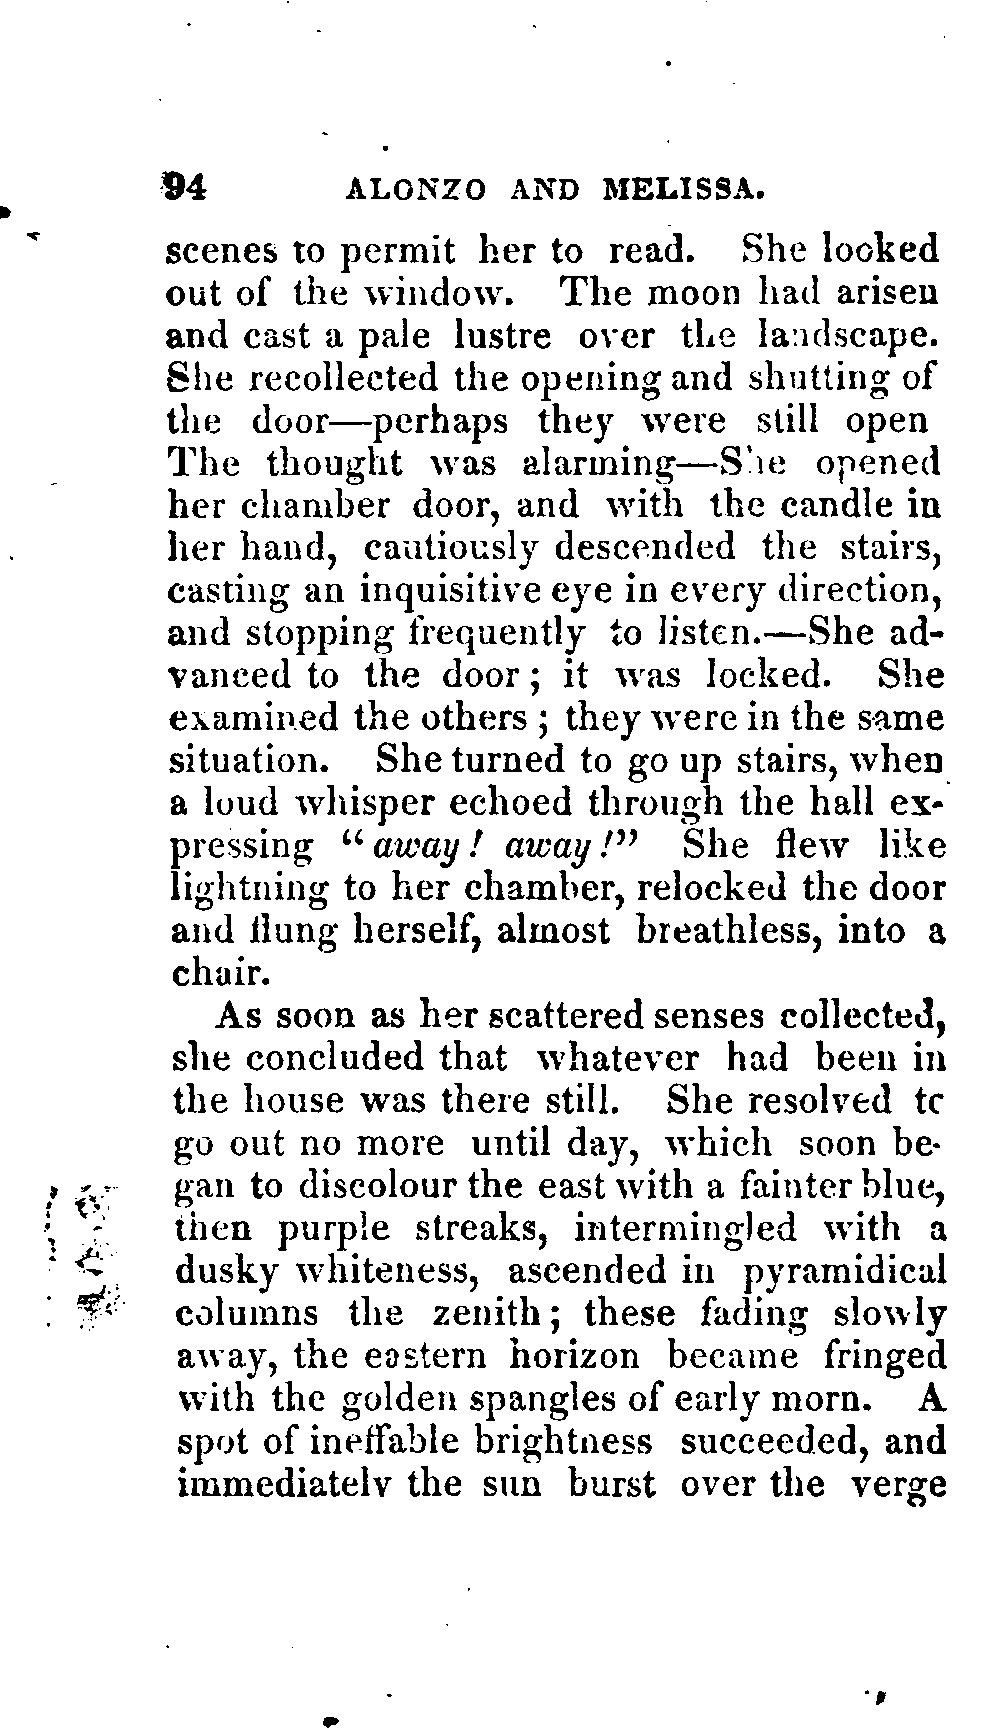 94 ALONZO AND MELISSA.
scenes to permit her to read. She looked
out of the window. The moon had arisen
and cast a pale lustre over the landscape.
She recollected the opening and shutting of
the door—perhaps they were still open
The thought was alarming—She opened
her chamber door, and with the candle in
her hand, cautiously descended the stairs,
casting an inquisitive eye in every direction,
and stopping frequently to listen.—She ad-
vanced to the door; it was locked. She
examined the others; they were in the same
situation. She turned to go up stairs, when
a loud whisper echoed through the hall ex-
pressing "away! away!" She flew like
lightning to her chamber, relocked the door
and flung herself, almost breathless, into a
chair.
As soon as her scattered senses collected,
she concluded that whatever had been in
the house was there still. She resolved to
go out no more until day, which soon be-
gan to discolour the east with a fainter blue,
then purple streaks, intermingled with a
dusky whiteness, ascended in pyramidical
columns the zenith; these fading slowly
away, the eastern horizon became fringed
with the golden spangles of early morn. A
spot of ineffable brightness succeeded, and
immediately the sun burst over the verge